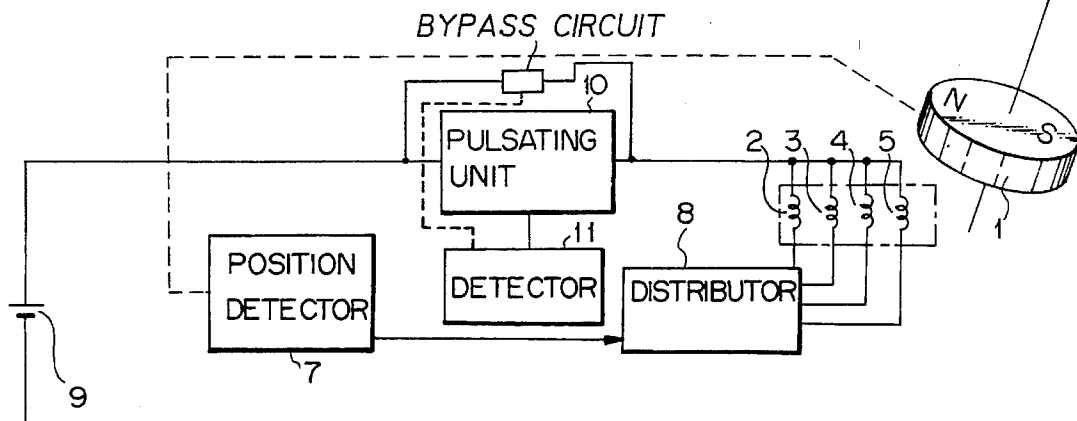 BYPASS CIRCUIT
10
N
S
PULSATING
UNIT
2
3
4
5
1
11
8
POSITION
DETECTOR
DETECTOR
DISTRIBUTOR
7
9